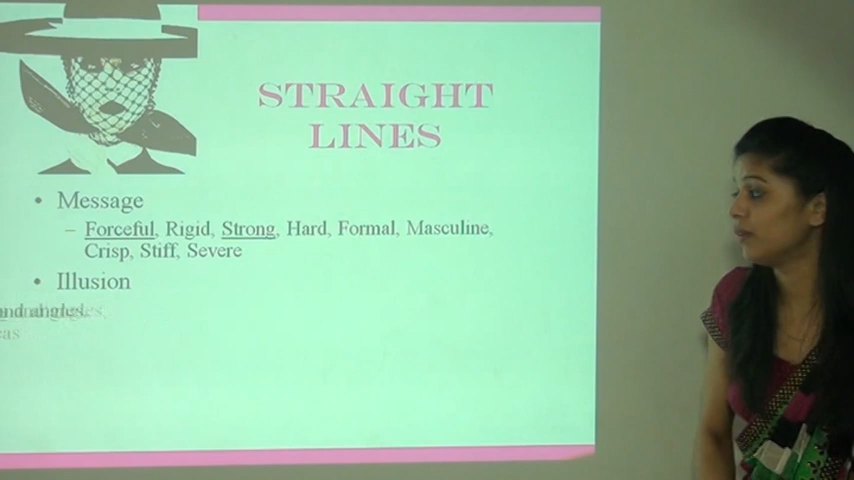 STRAIGHT
LINES
• Message
– Forceful, Rigid, Strong, Hard, Formal, Masculine,
Crisp, Stiff, Severe
• Illusion